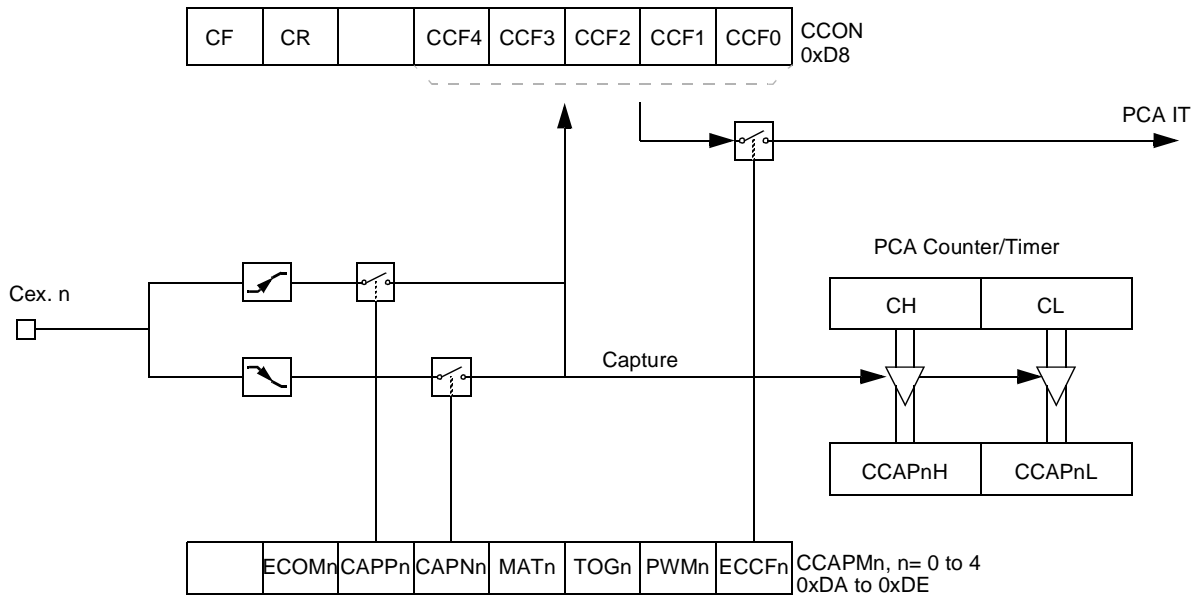 CF CR CCF4 CCF3 CCF2 CCF1 CCF0 CCON
0xD8
PCA IT
PCA Counter/Timer
Cex. n
CH CL
Capture
CCAPnH CCAPnL
ECOMn CAPPn CAPNn MATn TOGn PWMn ECCFn CCAPMn, n= 0 to 4
0xDA to 0xDE